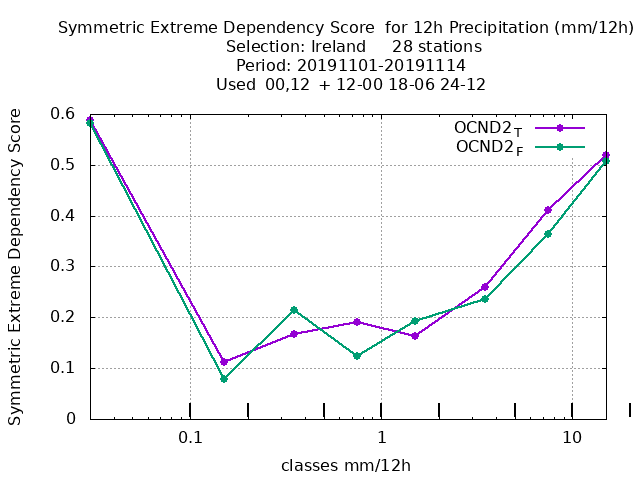 Symmetric Extreme Dependency Score for 12h Precipitation (mm/12h)
Selection: Ireland 28 stations
Period: 20191101-20191114
Used 00,12 + 12-00 18-06 24-12
Symmetric Extreme Dependency Score
0.6
0.5
0.4
0.3
0.2
0.1
0
OCND2T
OCND2F
0.1 1 10
classes mm/12h